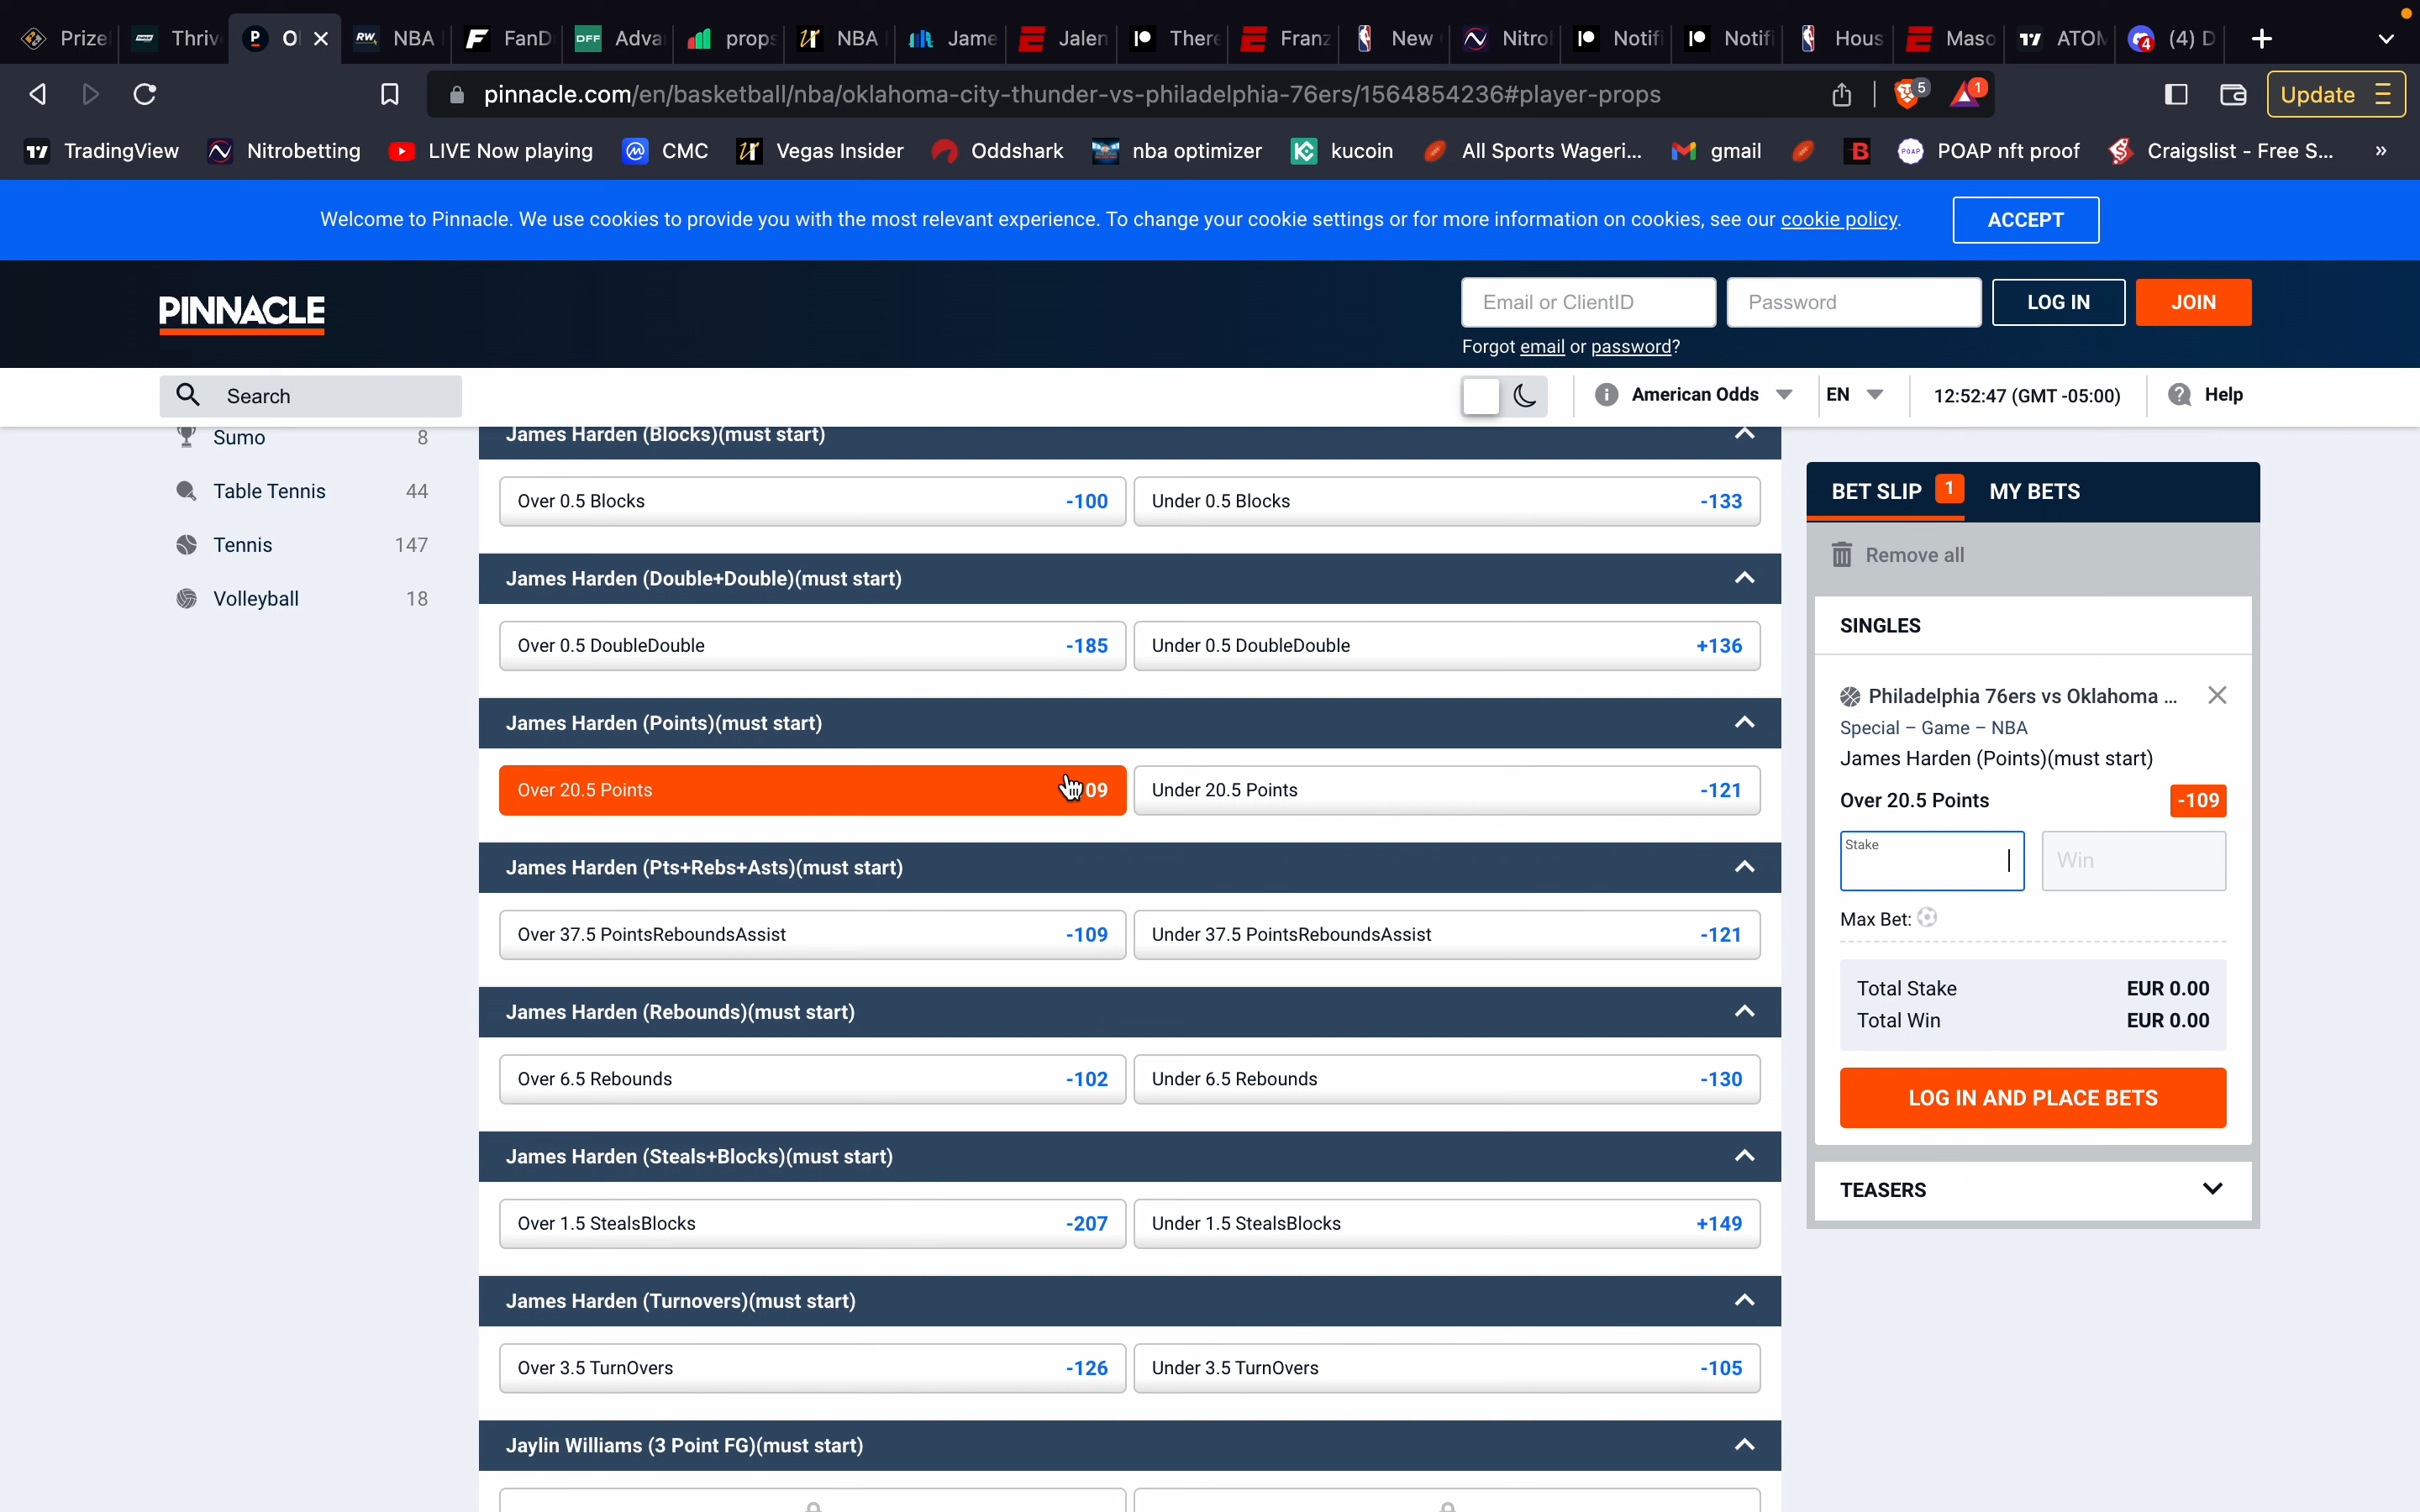 Prize
Thriv
O
NBA
FanD
DFF Adva
props
NBA
Jame
Jalen
There
Franz
New
Nitrol
Notifi
Notifi
Hous
Maso
ATOM
(4) D
pinnacle.com/en/basketball/nba/oklahoma-city-thunder-vs-philadelphia-76ers/1564854236#player-props
5
1
Update
TradingView
Nitrobetting
LIVE Now playing
CMC
Vegas Insider
Oddshark
nba optimizer
kucoin
All Sports Wageri...
gmail
POAP nft proof
Craigslist - Free S...
»
Welcome to Pinnacle. We use cookies to provide you with the most relevant experience. To change your cookie settings or for more information on cookies, see our cookie policy.
ACCEPT
PINNACLE
Email or ClientID
Password
LOG IN
JOIN
Forgot email or password?
Search
American Odds
EN
12:52:47 (GMT -05:00)
Help
Sumo 8
Table Tennis 44
Tennis 147
Volleyball 18
James Harden (Blocks)(must start)
Over 0.5 Blocks -100 Under 0.5 Blocks -133
James Harden (Double+Double)(must start)
Over 0.5 DoubleDouble -185 Under 0.5 DoubleDouble +136
James Harden (Points)(must start)
Over 20.5 Points 09 Under 20.5 Points -121
James Harden (Pts+Rebs+Asts)(must start)
Over 37.5 PointsReboundsAssist -109 Under 37.5 PointsReboundsAssist -121
James Harden (Rebounds)(must start)
Over 6.5 Rebounds -102 Under 6.5 Rebounds -130
James Harden (Steals+Blocks)(must start)
Over 1.5 StealsBlocks -207 Under 1.5 StealsBlocks +149
James Harden (Turnovers)(must start)
Over 3.5 TurnOvers -126 Under 3.5 TurnOvers -105
Jaylin Williams (3 Point FG)(must start)
BET SLIP 1 MY BETS
Remove all
SINGLES
Philadelphia 76ers vs Oklahoma ...
Special – Game – NBA
James Harden (Points)(must start)
Over 20.5 Points -109
Stake
Win
Max Bet:
Total Stake EUR 0.00
Total Win EUR 0.00
LOG IN AND PLACE BETS
TEASERS